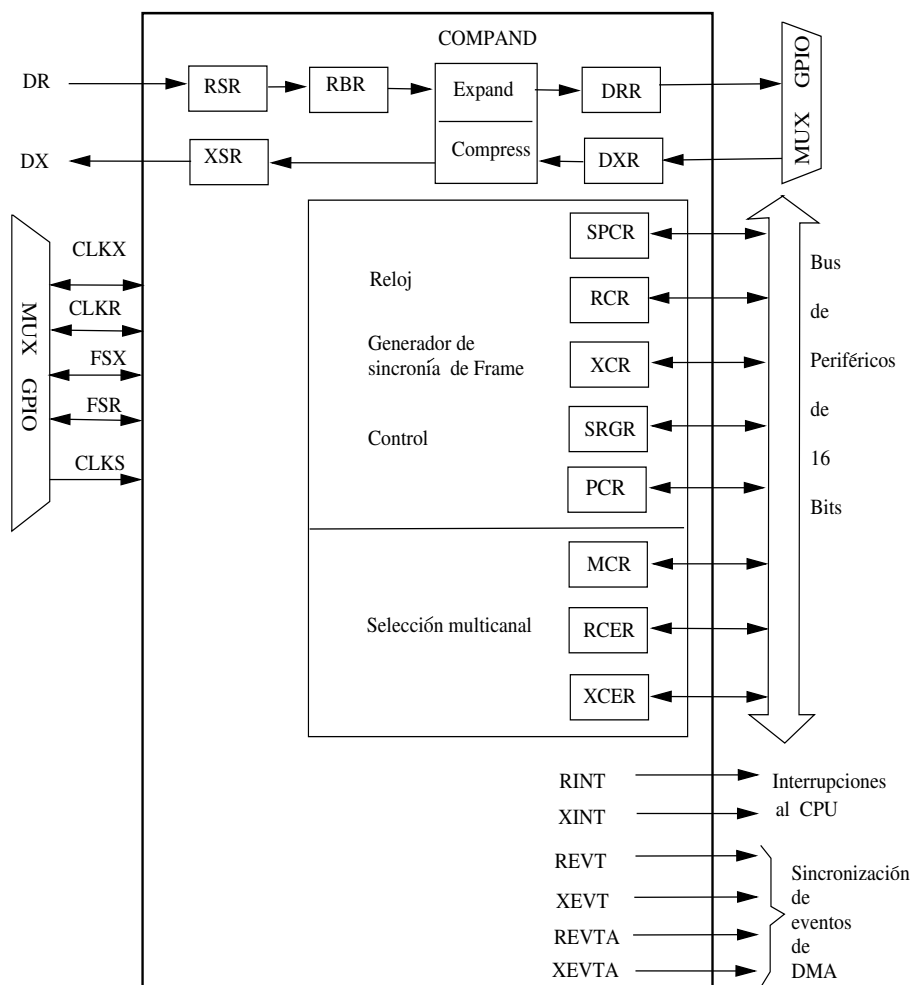 COMPAND
DR
RSR
RBR
Expand
DRR
MUX GPIO
DX
XSR
Compress
DXR
MUX GPIO
CLKX
CLKR
FSX
FSR
CLKS
Reloj
Generador de
sincronía de Frame
Control
SPCR
RCR
XCR
SRGR
PCR
Selección multicanal
MCR
RCER
XCER
Bus
de
Periféricos
de
16
Bits
RINT
XINT
Interrupciones
al CPU
REVT
XEVT
REVTA
XEVTA
Sincronización
de
eventos
de
DMA